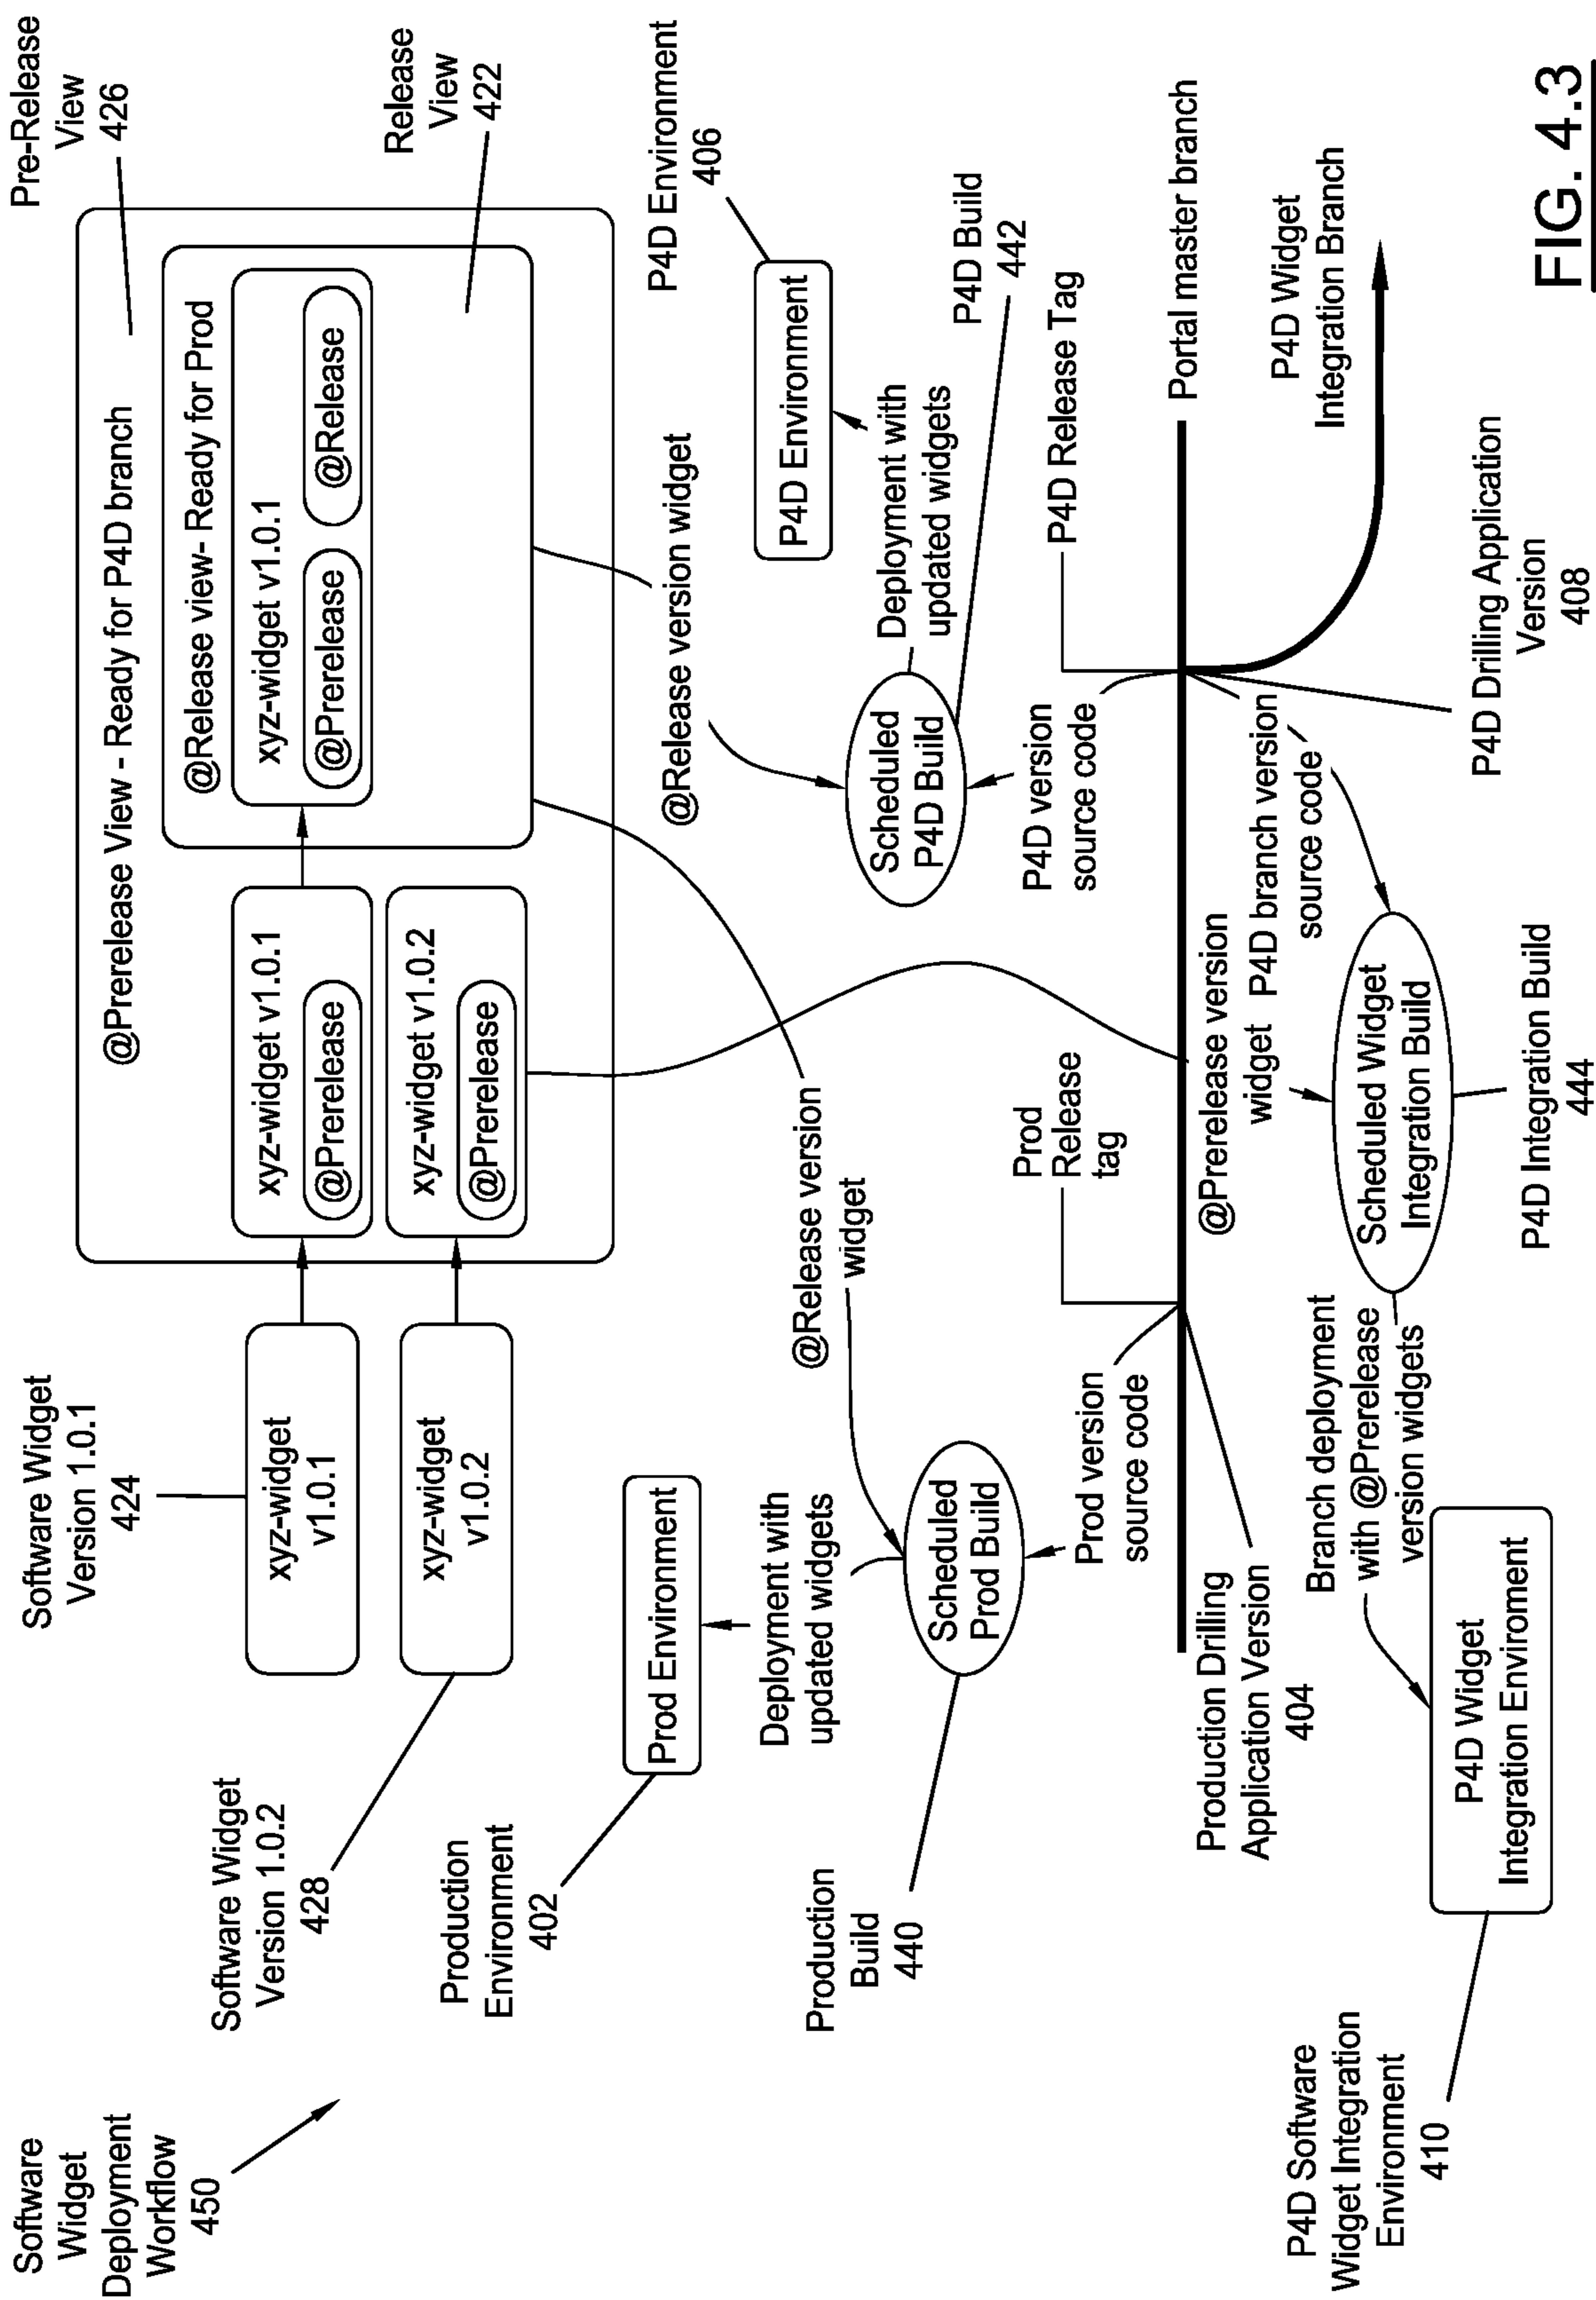 Software
Widget
Deployment
Workflow
450
Software Widget
Version 1.0.1
424
Software Widget
Version 1.0.2
428
xyz-widget
v1.0.1
xyz-widget
v1.0.2
Pre-Release
View
426
@Prerelease View - Ready for P4D branch
xyz-widget v1.0.1
@Prerelease
xyz-widget v1.0.2
@Prerelease
@Release view- Ready for Prod
xyz-widget v1.0.1
@Prerelease
@Release
Release
View
422
Production
Environment
402
Prod Environment
Deployment with
updated widgets
@Release version
widget
Production
Build
440
Scheduled
Prod Build
Prod version
source code
Prod
Release
tag
@Release version widget
P4D Environment
406
P4D Environment
Deployment with
updated widgets
Scheduled
P4D Build
P4D Build
442
P4D version
source code
P4D Release Tag
Portal master branch
Production Drilling
Application Version
404
@Prerelease version
widget
P4D branch version
source code
P4D Widget
Integration Branch
P4D Drilling Application
Version
408
Scheduled Widget
Integration Build
P4D Integration Build
444
Branch deployment
with @Prerelease
version widgets
P4D Widget
Integration Enviroment
P4D Software
Widget Integration
Environment
410
FIG. 4.3